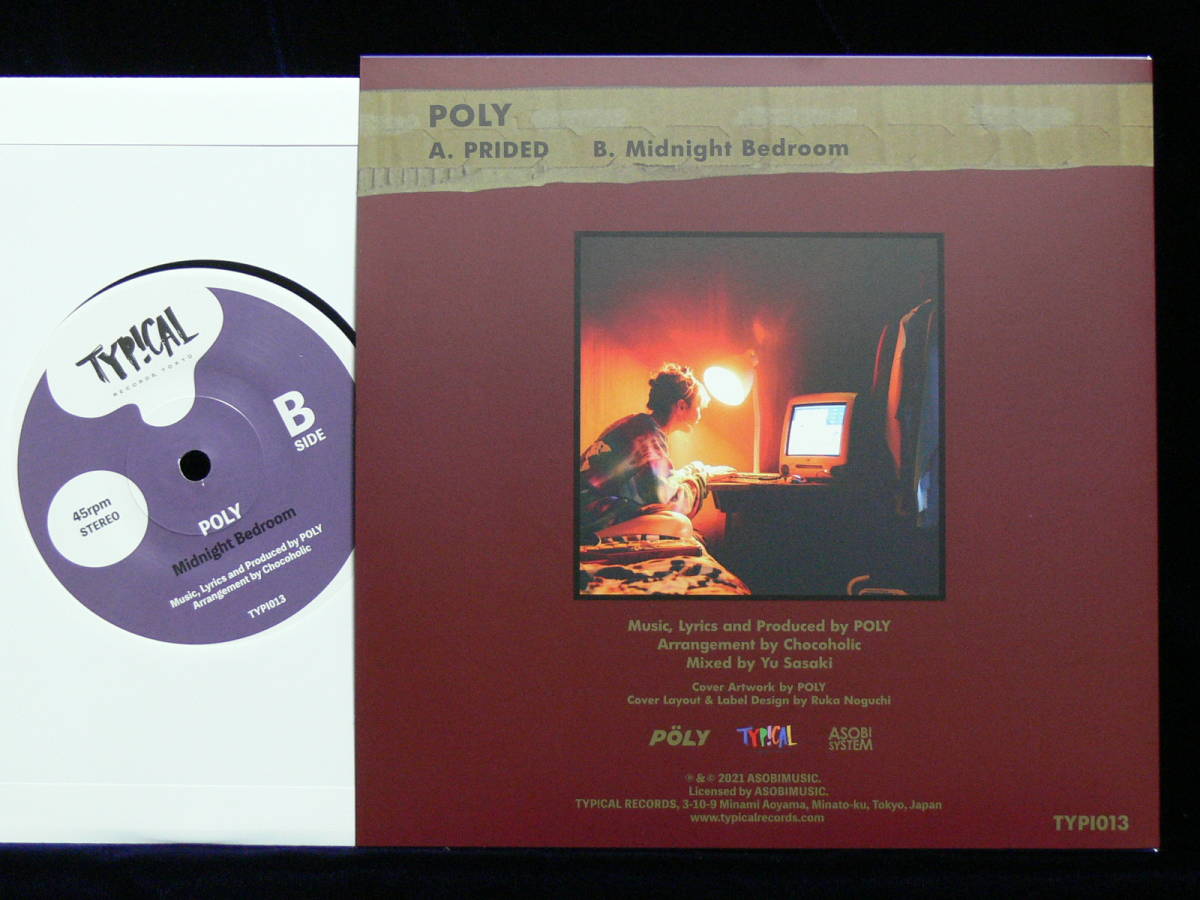 POLY
A. PRIDED B. Midnight Bedroom
Music, Lyrics and Produced by POLY
Arrangement by Chocoholic
Mixed by Yu Sasaki
Cover Artwork by POLY
Cover Layout & Label Design by Ruka Noguchi
PÖLY TYP!CAL ASOBI
SYSTEM
℗ & © 2021 ASOBIMUSIC.
Licensed by ASOBIMUSIC.
TYPICAL RECORDS, 3-10-9 Minami Aoyama, Minato-ku, Tokyo, Japan
www.typicalrecords.com
TYPI013
TYP!CAL
RECORDS, TOKYO
B
SIDE
45rpm
STEREO
POLY
Midnight Bedroom
Music, Lyrics and Produced by POLY
Arrangement by Chocoholic
TYPI013